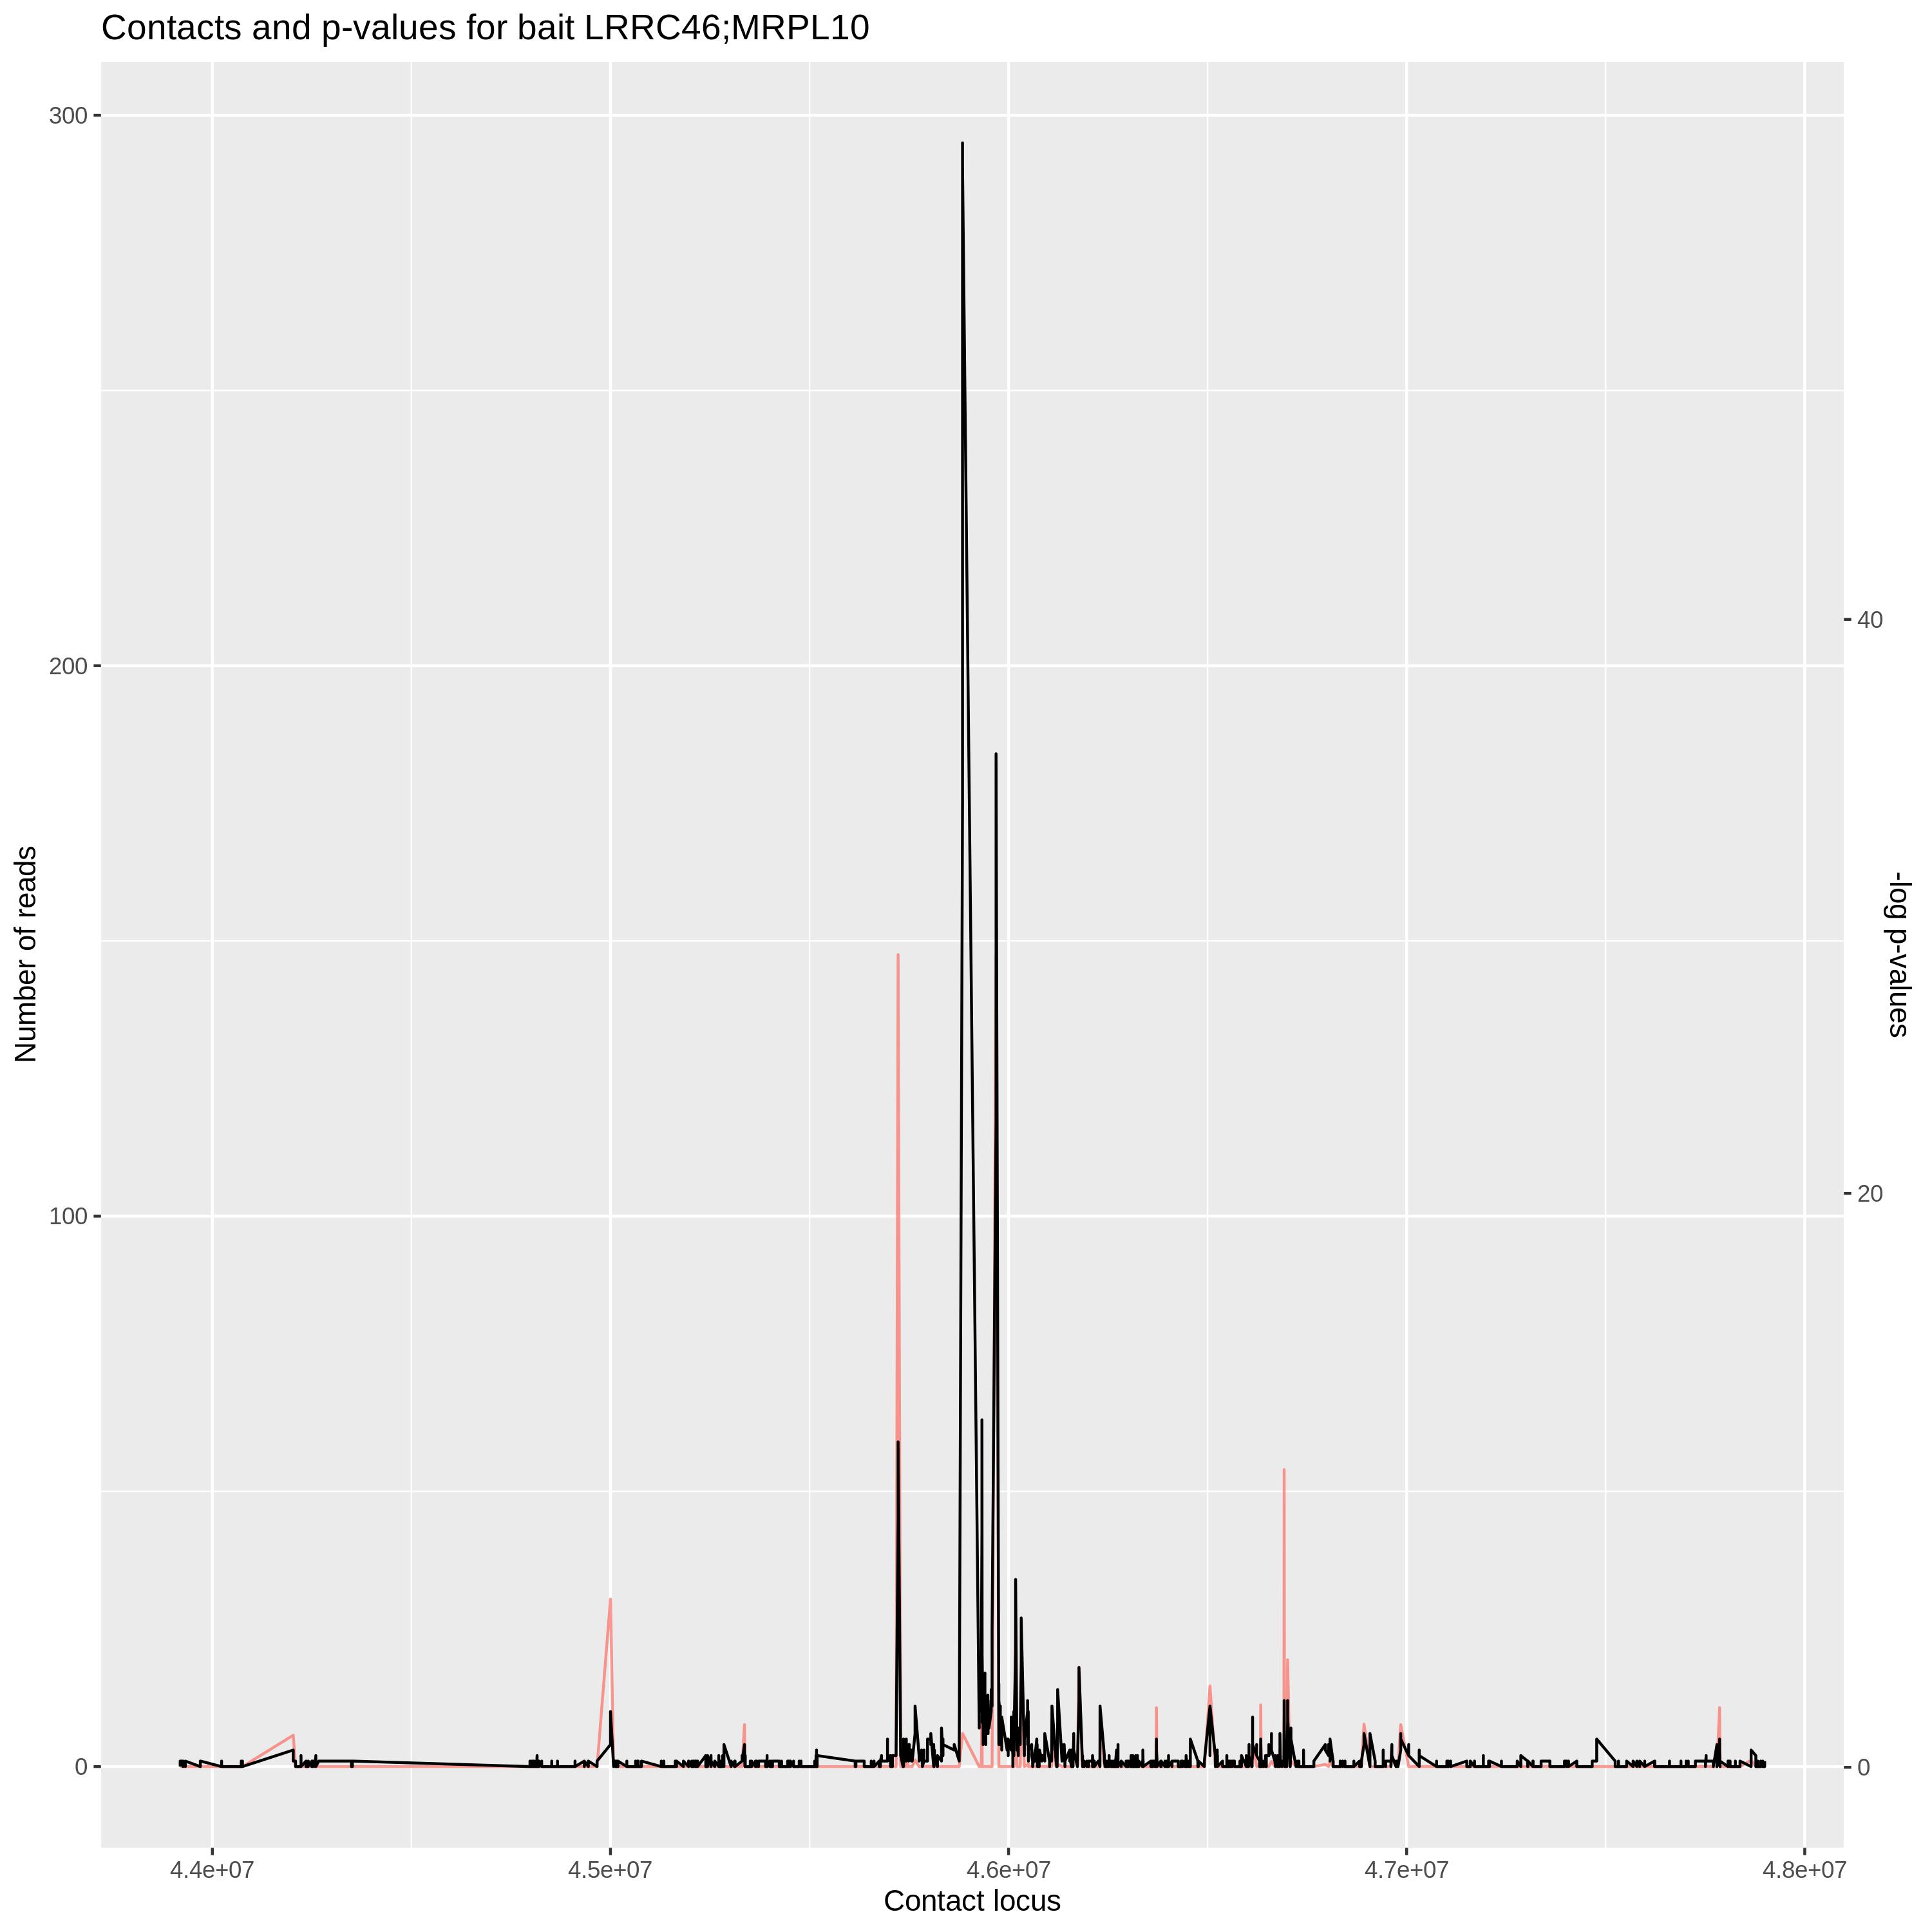 Contacts and p-values for bait LRRC46;MRPL10
300
200
100
0
Number of reads
40
20
0
-log p-values
4.4e+07 4.5e+07 4.6e+07 4.7e+07 4.8e+07
Contact locus